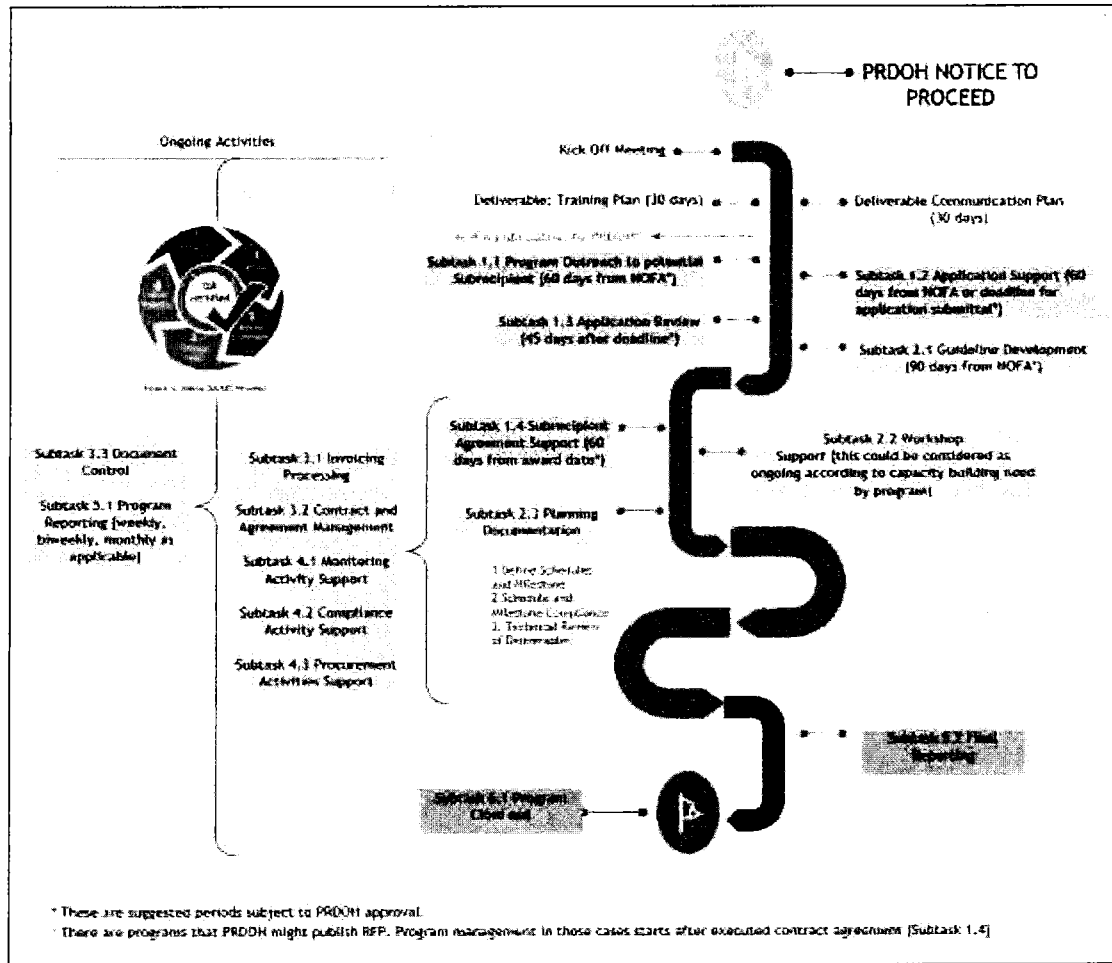 PRDOH NOTICE TO
PROCEED
Ongoing Activities
Kick Off Meeting
Deliverable: Training Plan (30 days)
Deliverable Communication Plan
(30 days)
Subtask 1.1 Program Outreach to potential
Subrecipient (60 days from NOFA*)
Subtask 1.2 Application Support (60
days from NOFA or deadline for
application submittal*)
Subtask 1.3 Application Review
(45 days after deadline*)
Subtask 2.1 Guideline Development
(90 days from NOFA*)
Subtask 1.4 Subrecipient
Agreement Support (60
days from award date*)
Subtask 2.2 Workshop
Support (this could be considered as
ongoing according to capacity building need
by program)
Subtask 3.3 Document
Control
Subtask 5.1 Program
Reporting (weekly,
biweekly, monthly as
applicable)
Subtask 3.1 Invoicing
Processing
Subtask 3.2 Contract and
Agreement Management
Subtask 4.1 Monitoring
Activity Support
Subtask 4.2 Compliance
Activity Support
Subtask 4.3 Procurement
Activities Support
Subtask 2.3 Planning
Documentation
1 Define Schedules
and Milestone
2 Schedule and
Milestone Compliance
3. Technical Review
of Deliverables
Subtask 5.2 Final
Reporting
Subtask 6.1 Program
Close out
* These are suggested periods subject to PRDOH approval.
There are programs that PRDOH might publish RFP. Program management in those cases starts after executed contract agreement (Subtask 1.4)